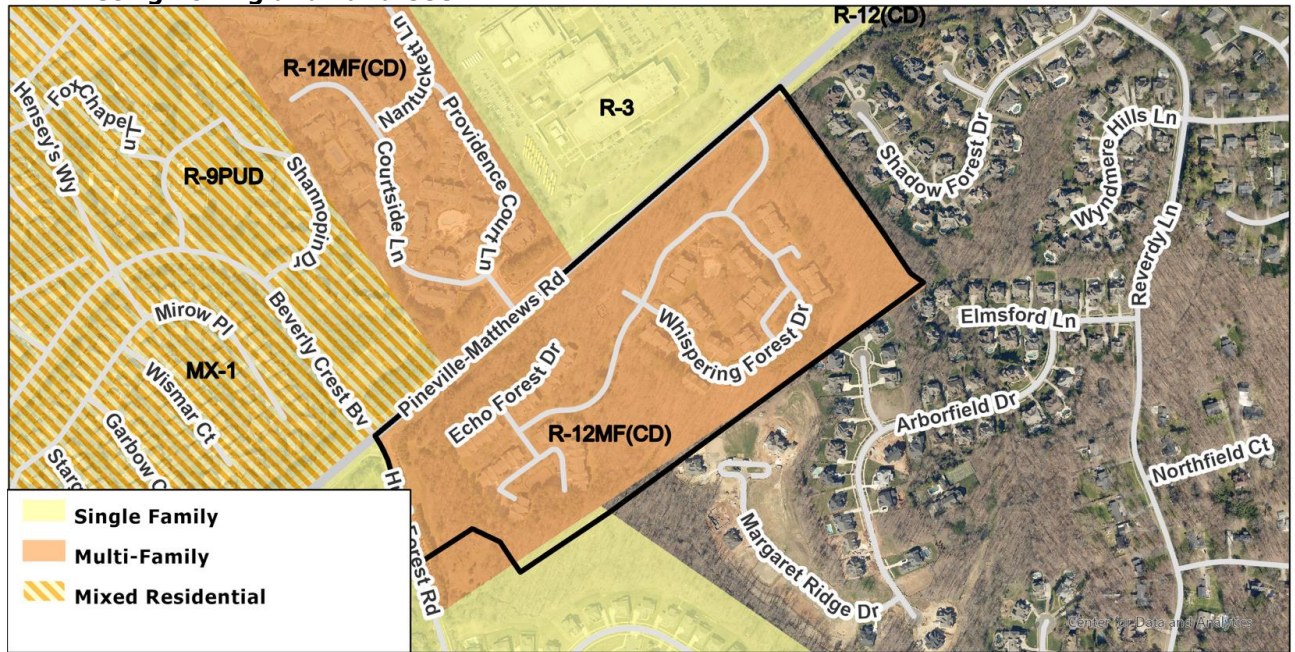 R-12(CD)
R-12MF(CD)
Nantuckett Ln
Fox Chapel Ln
Hensey's Wy
R-3
Providence Court Ln
Shadow Forest Dr
Wyndmere Hills Ln
R-9PUD
Shannopin Dr
Courtside Ln
Reverdy Ln
Beverly Crest Bv
Pineville-Matthews Rd
Whispering Forest Dr
Elmsford Ln
Mirow Pl
MX-1
Wismar Ct
Echo Forest Dr
R-12MF(CD)
Arborfield Dr
Garbow
Northfield Ct
Forest Rd
Margaret Ridge Dr
Single Family
Multi-Family
Mixed Residential
Center for Data and Analytics